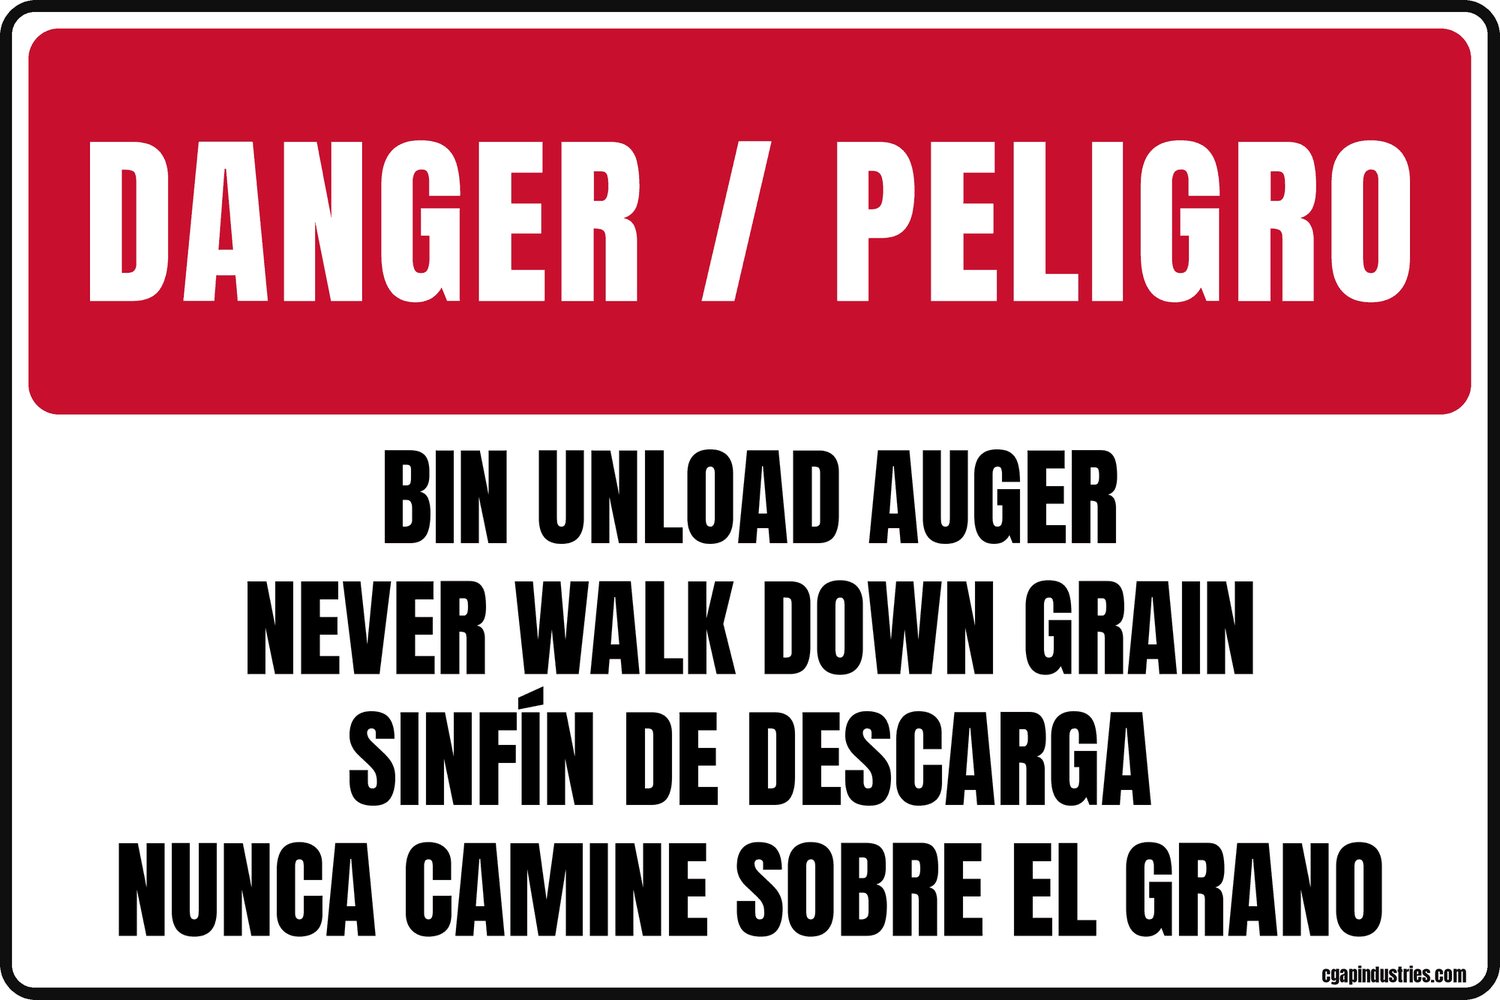 DANGER / PELIGRO
BIN UNLOAD AUGER
NEVER WALK DOWN GRAIN
SINFÍN DE DESCARGA
NUNCA CAMINE SOBRE EL GRANO
cgapindustries.com